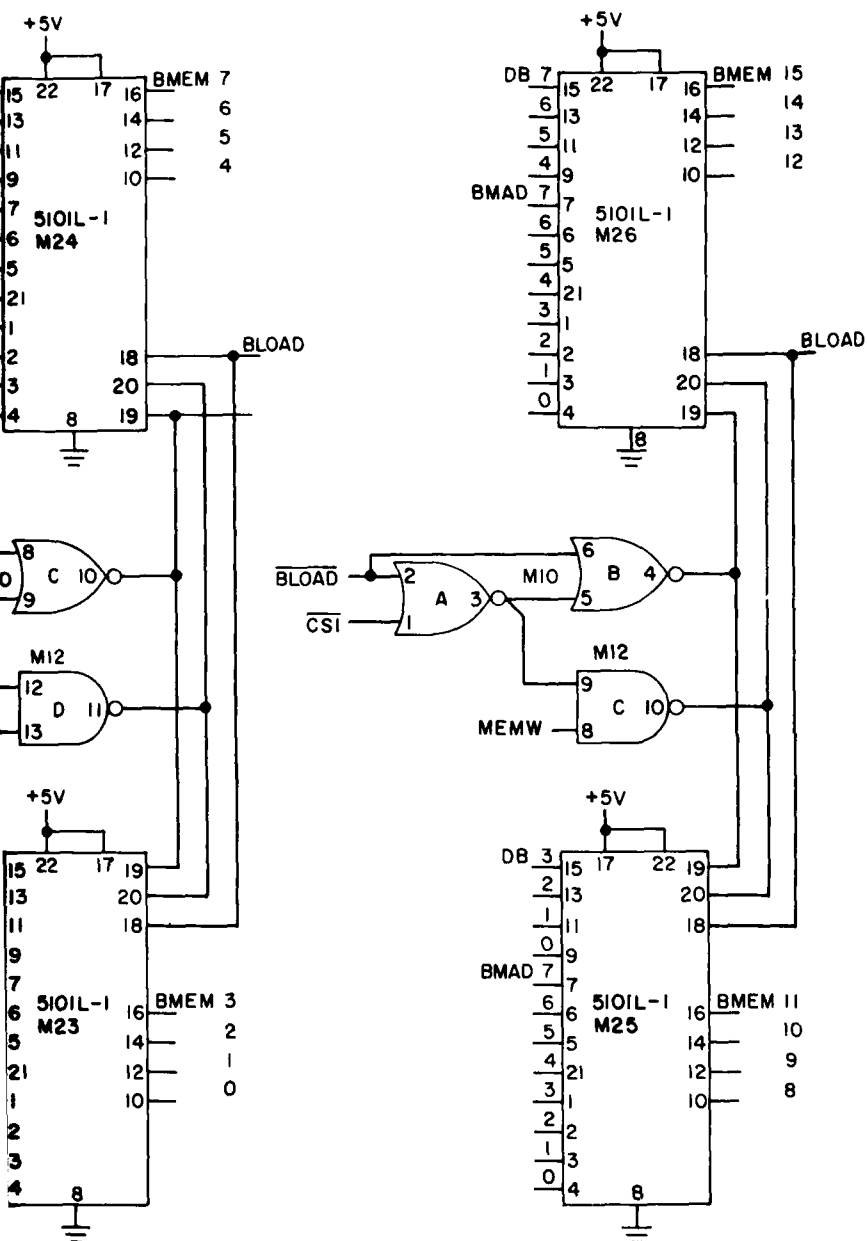 +5V
22 17
15 16 BMEM 7
13 14 6
11 12 5
9 10 4
7
6
5
21
1
2
3
4
5101L-1
M24
18 BLOAD
20
19
8
8
9
C 10
0
M12
12
13
D 11
+5V
22 17
15 19
13 20
11 18
9
7
6
5
21
1
2
3
4
5101L-1
M23
16 BMEM 3
14 2
12 1
10 0
8
+5V
22 17
DB 7 15
6 13
5 11
4 9
BMAD 7 7
6 6
5 5
4 21
3 1
2 2
1 3
0 4
5101L-1
M26
16 BMEM 15
14 14
12 13
10 12
18 BLOAD
20
19
8
BLOAD 2
CS1 1
A 3
M10
6
5
B 4
M12
9
MEMW 8
C 10
+5V
17 22
DB 3 15
2 13
1 11
0 9
BMAD 7 7
6 6
5 5
4 21
3 1
2 2
1 3
0 4
19
20
18
5101L-1
M25
16 BMEM 11
14 10
12 9
10 8
8